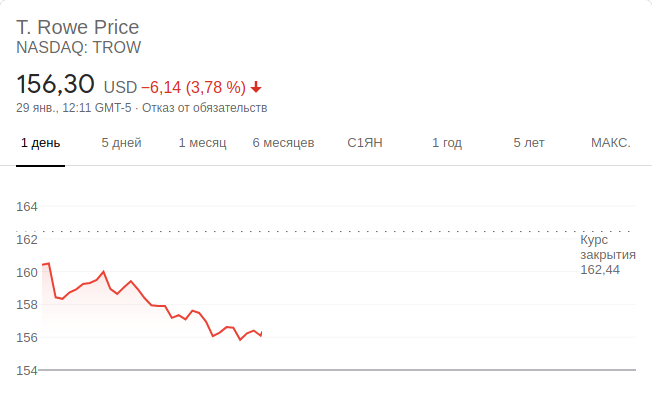 T. Rowe Price
NASDAQ: TROW
156,30 USD −6,14 (3,78 %)
29 янв., 12:11 GMT-5 · Отказ от обязательств
1 день 5 дней 1 месяц 6 месяцев С1ЯН 1 год 5 лет МАКС.
164
162
160
158
156
154
Курс
закрытия
162,44